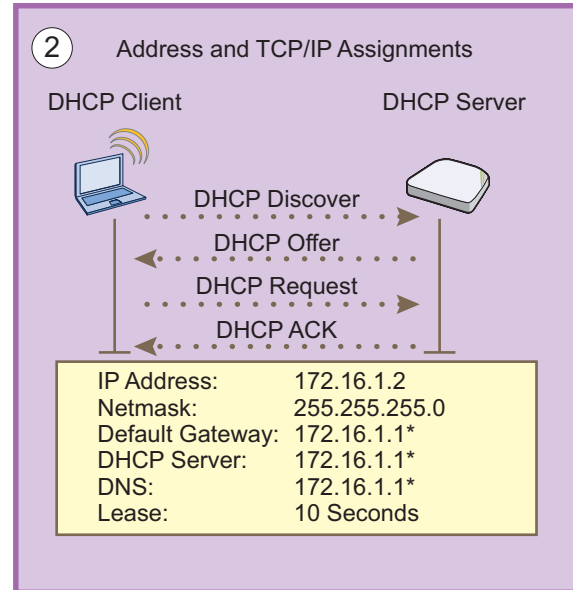 2 Address and TCP/IP Assignments
DHCP Client DHCP Server
DHCP Discover
DHCP Offer
DHCP Request
DHCP ACK
IP Address: 172.16.1.2
Netmask: 255.255.255.0
Default Gateway: 172.16.1.1*
DHCP Server: 172.16.1.1*
DNS: 172.16.1.1*
Lease: 10 Seconds